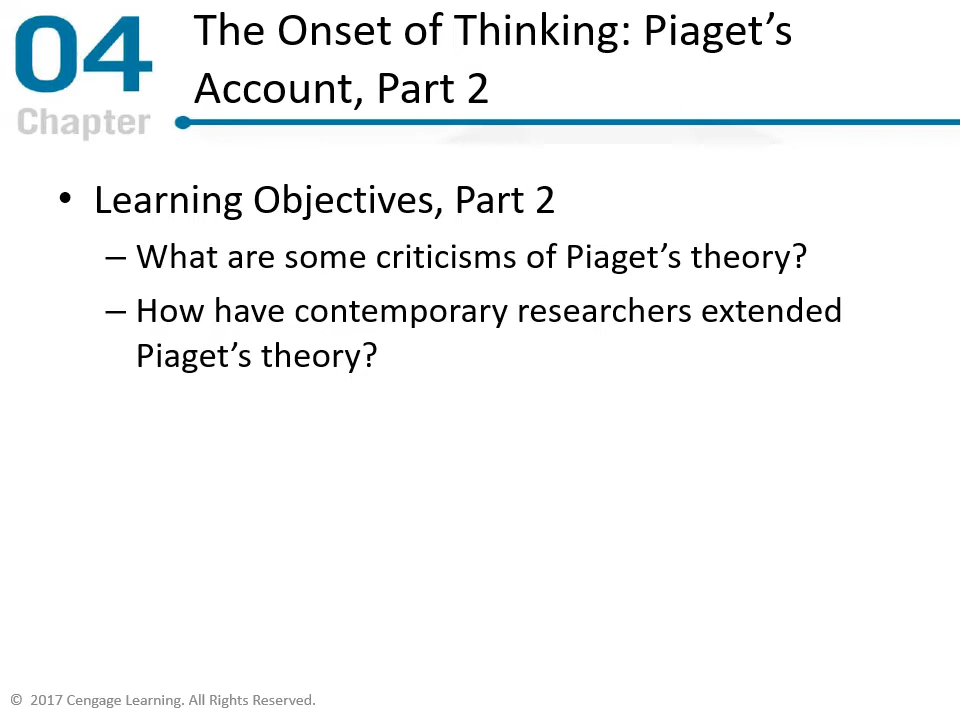 04
Chapter
The Onset of Thinking: Piaget’s
Account, Part 2
• Learning Objectives, Part 2
– What are some criticisms of Piaget’s theory?
– How have contemporary researchers extended
Piaget’s theory?
© 2017 Cengage Learning. All Rights Reserved.